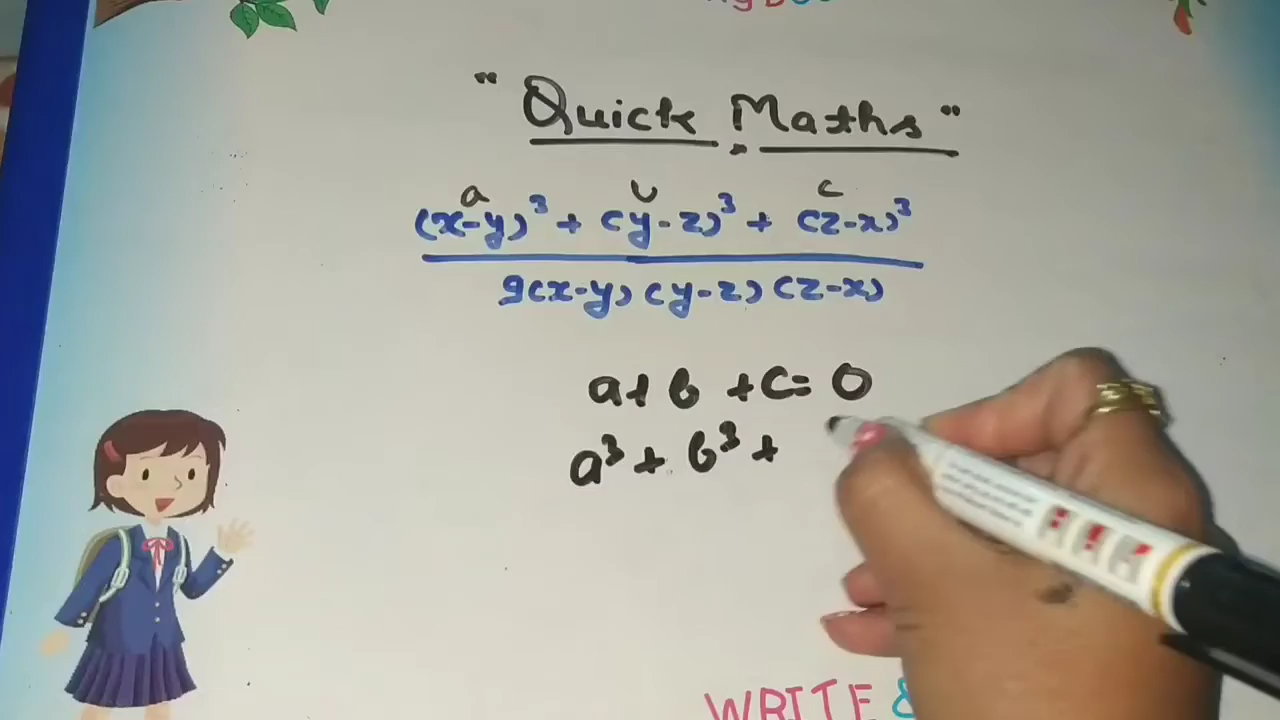 "Quick Maths"
a b c
(x-y)³ + (y-z)³ + (z-x)³
9(x-y) (y-z) (z-x)
a+b+c=0
a³ + b³ +
WRITE &